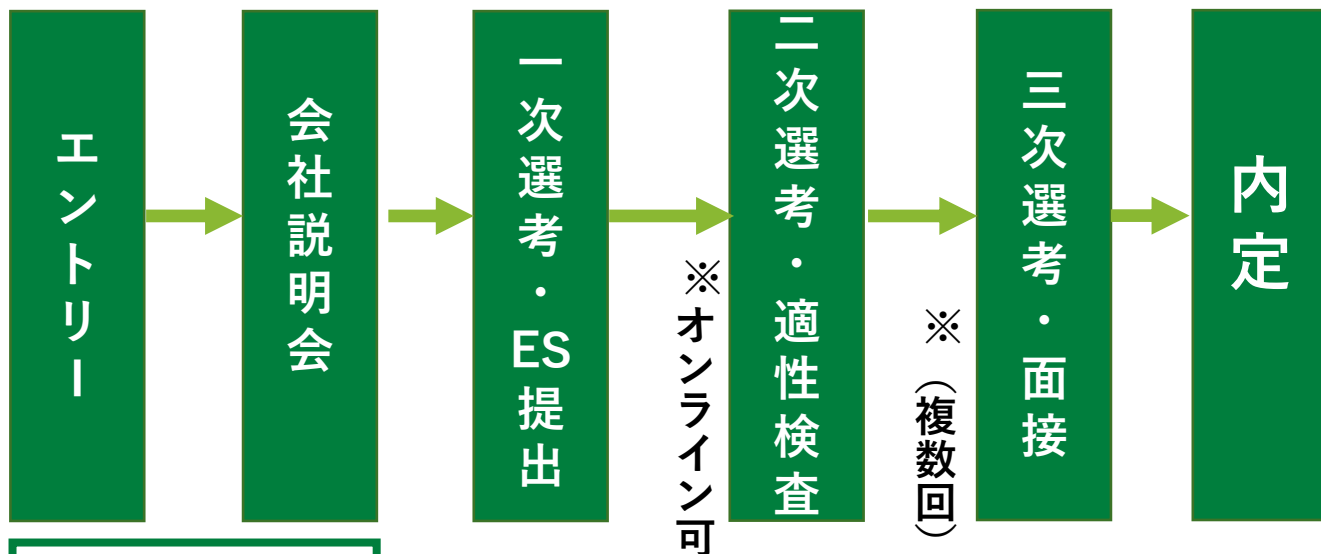 エントリー
会社説明会
一次選考・ES提出
※オンライン可
二次選考・適性検査
※（複数回）
三次選考・面接
内定